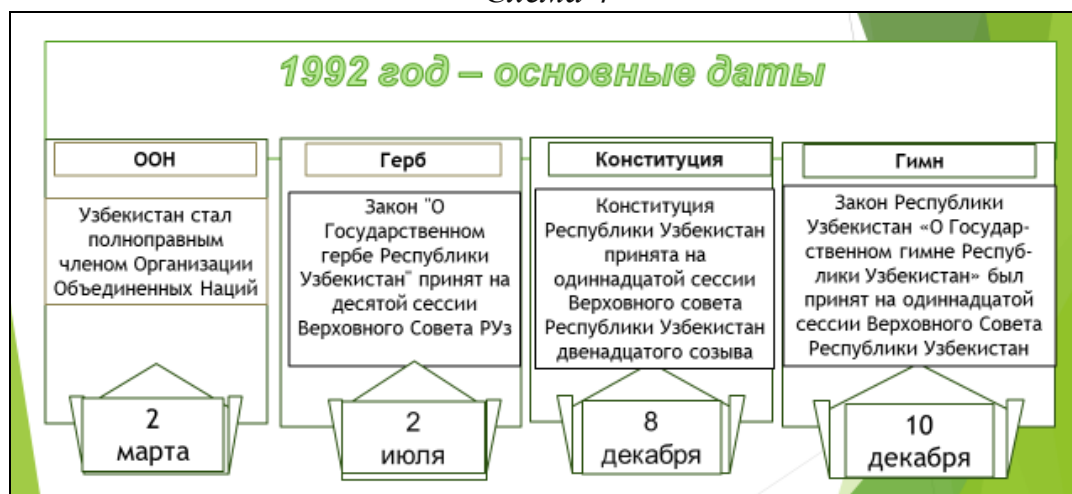 Схема 4
1992 год – основные даты
ООН
Узбекистан стал
полноправным
членом Организации
Объединенных Наций
2
марта
Герб
Закон "О
Государственном
гербе Республики
Узбекистан" принят на
десятой сессии
Верховного Совета РУз
2
июля
Конституция
Конституция
Республики Узбекистан
принята на
одиннадцатой сессии
Верховного совета
Республики Узбекистан
двенадцатого созыва
8
декабря
Гимн
Закон Республики
Узбекистан «О Государ-
ственном гимне Респуб-
лики Узбекистан» был
принят на одиннадцатой
сессии Верховного Совета
Республики Узбекистан
10
декабря